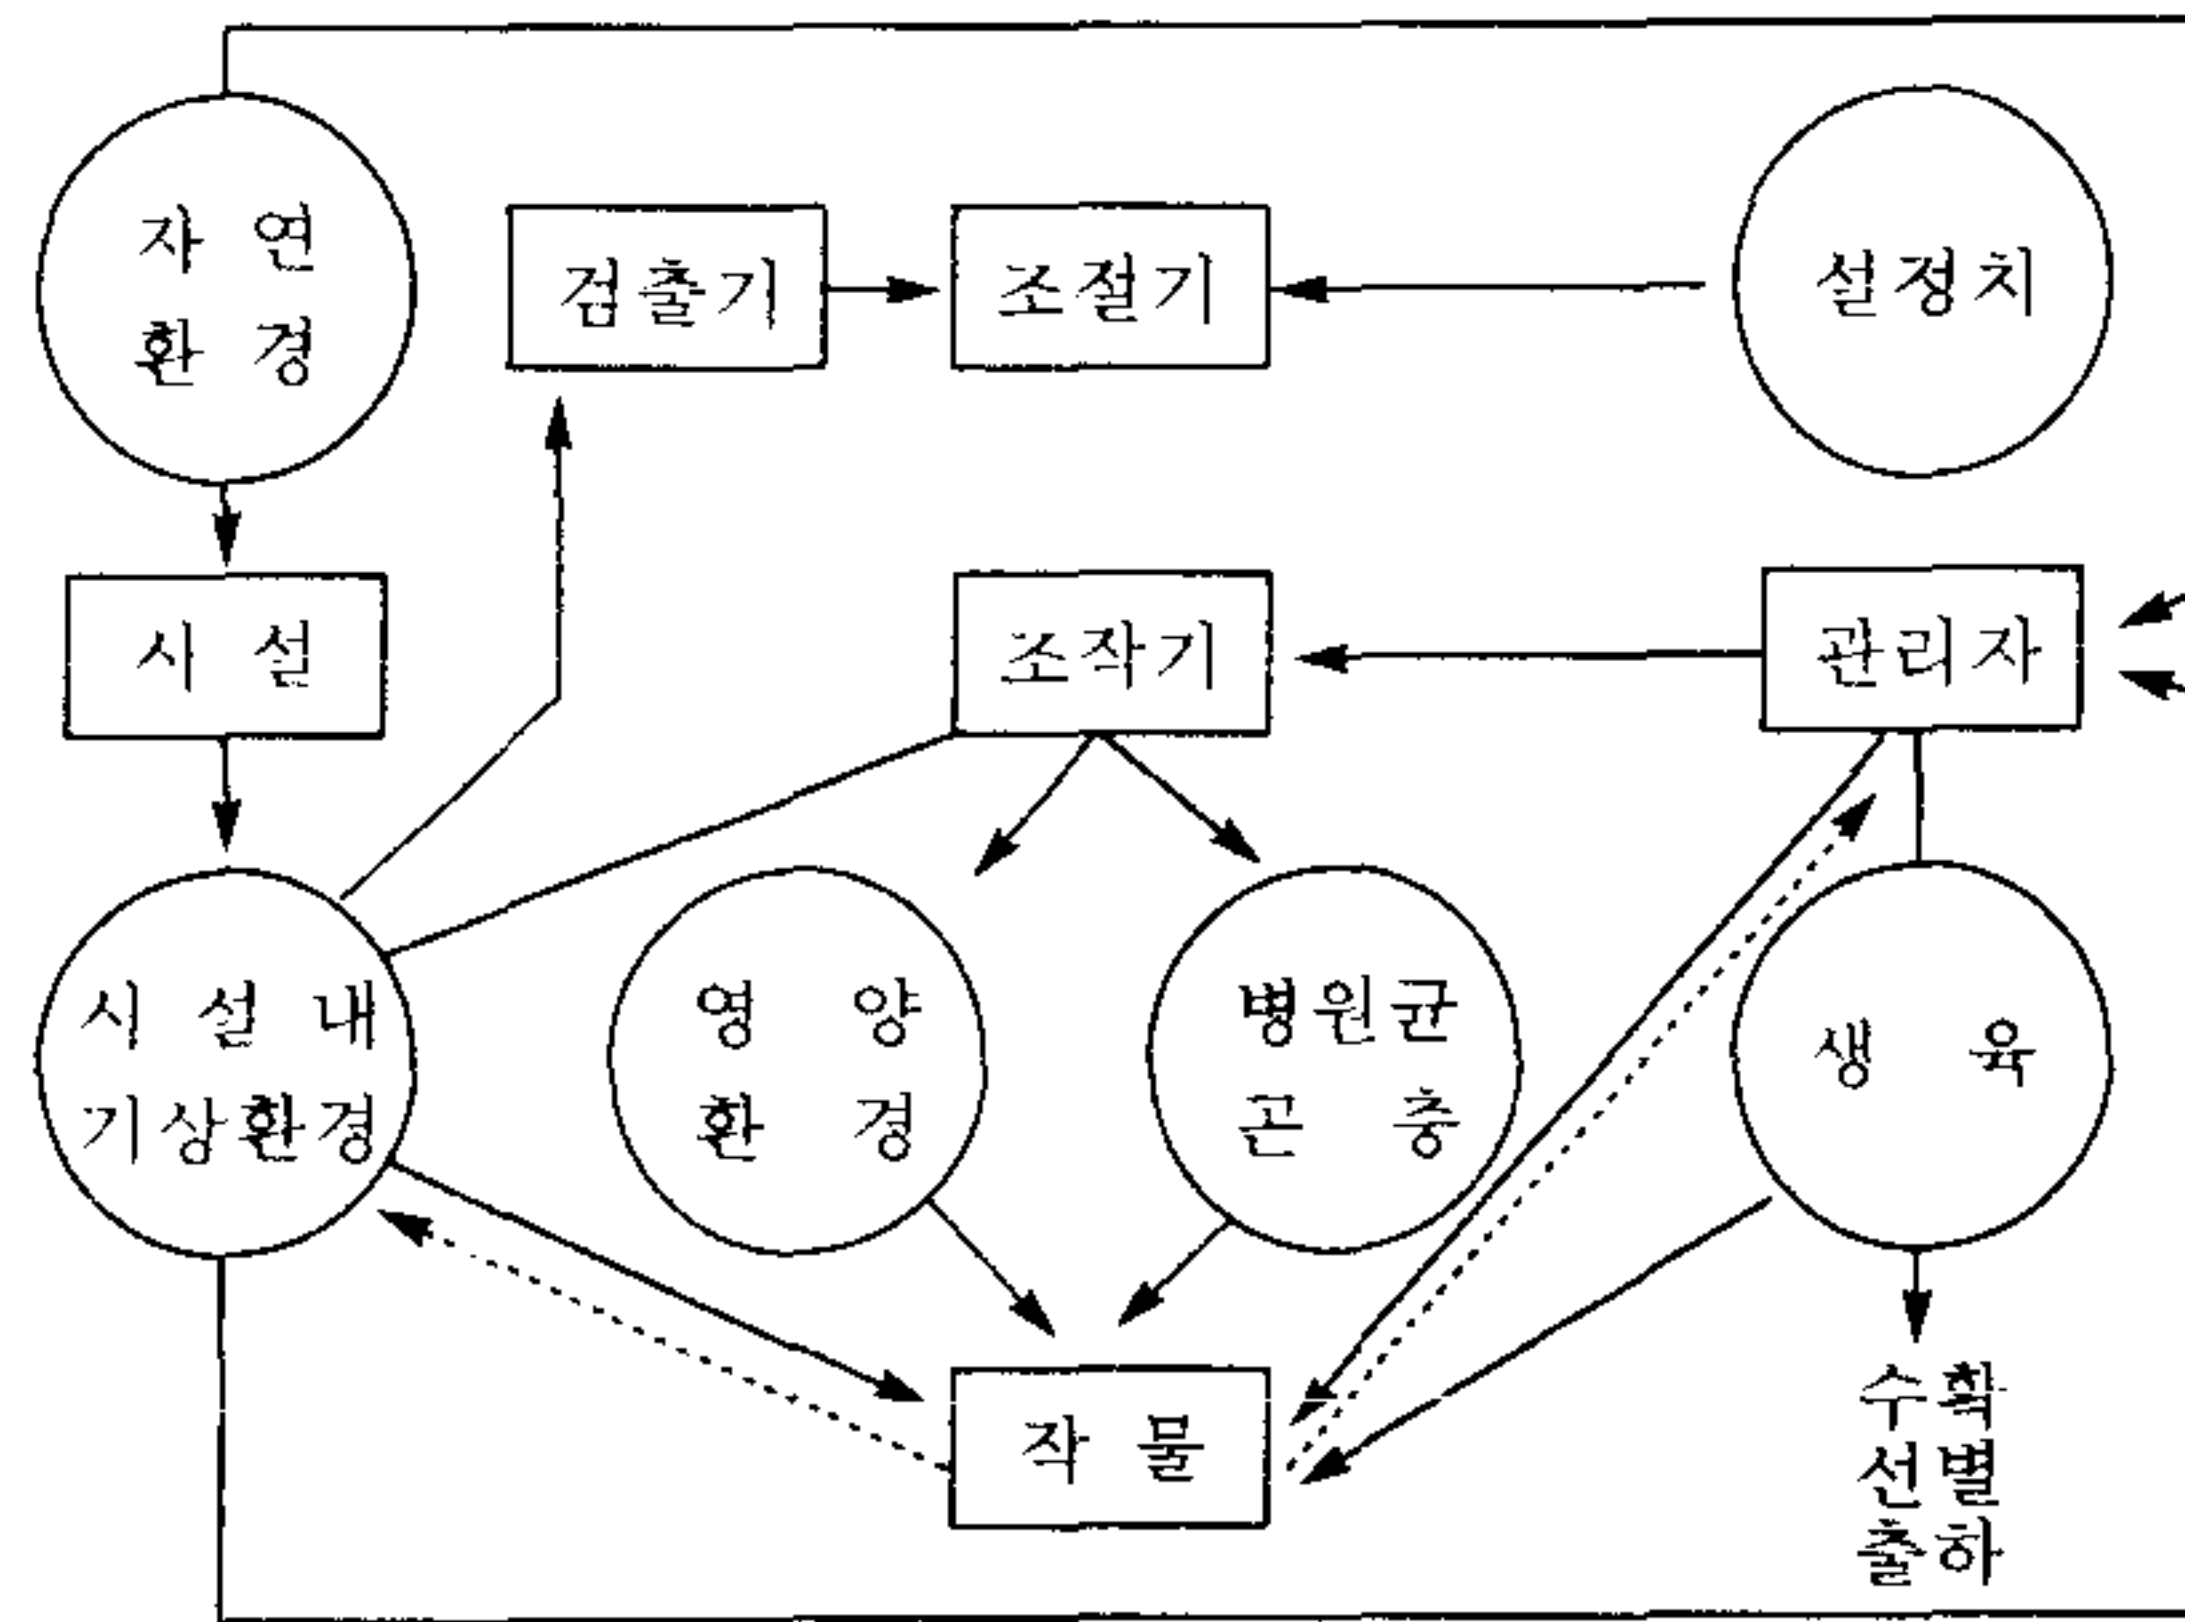 자 연
환 경
검출기
조절기
설정치
시 설
조작기
관리자
시 설 내
기상환경
영 양
환 경
병원균
곤 충
생 육
작 물
수확
선별
출하